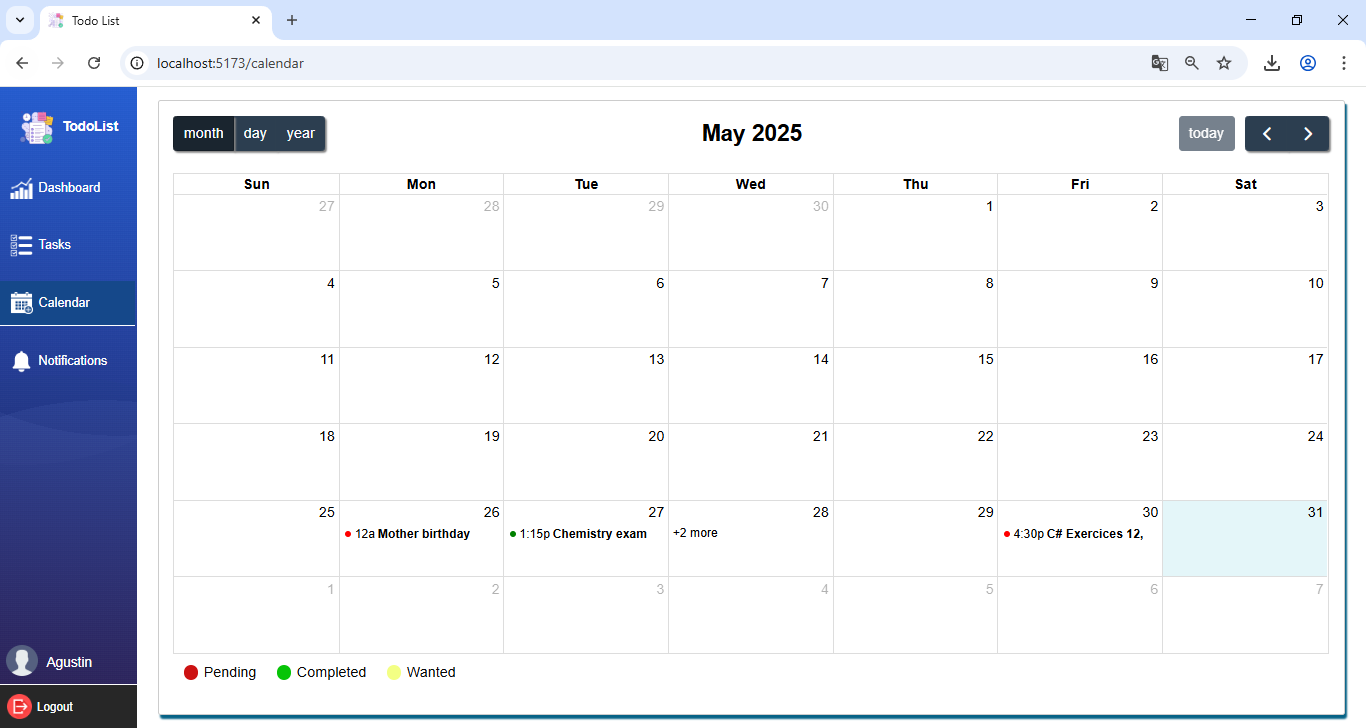 Todo List
localhost:5173/calendar
TodoList
Dashboard
Tasks
Calendar
Notifications
Agustin
Logout
month day year
May 2025
today
Sun Mon Tue Wed Thu Fri Sat
27 28 29 30 1 2 3
4 5 6 7 8 9 10
11 12 13 14 15 16 17
18 19 20 21 22 23 24
25 26 27 28 29 30 31
12a Mother birthday 1:15p Chemistry exam +2 more 4:30p C# Exercices 12,
1 2 3 4 5 6 7
Pending Completed Wanted